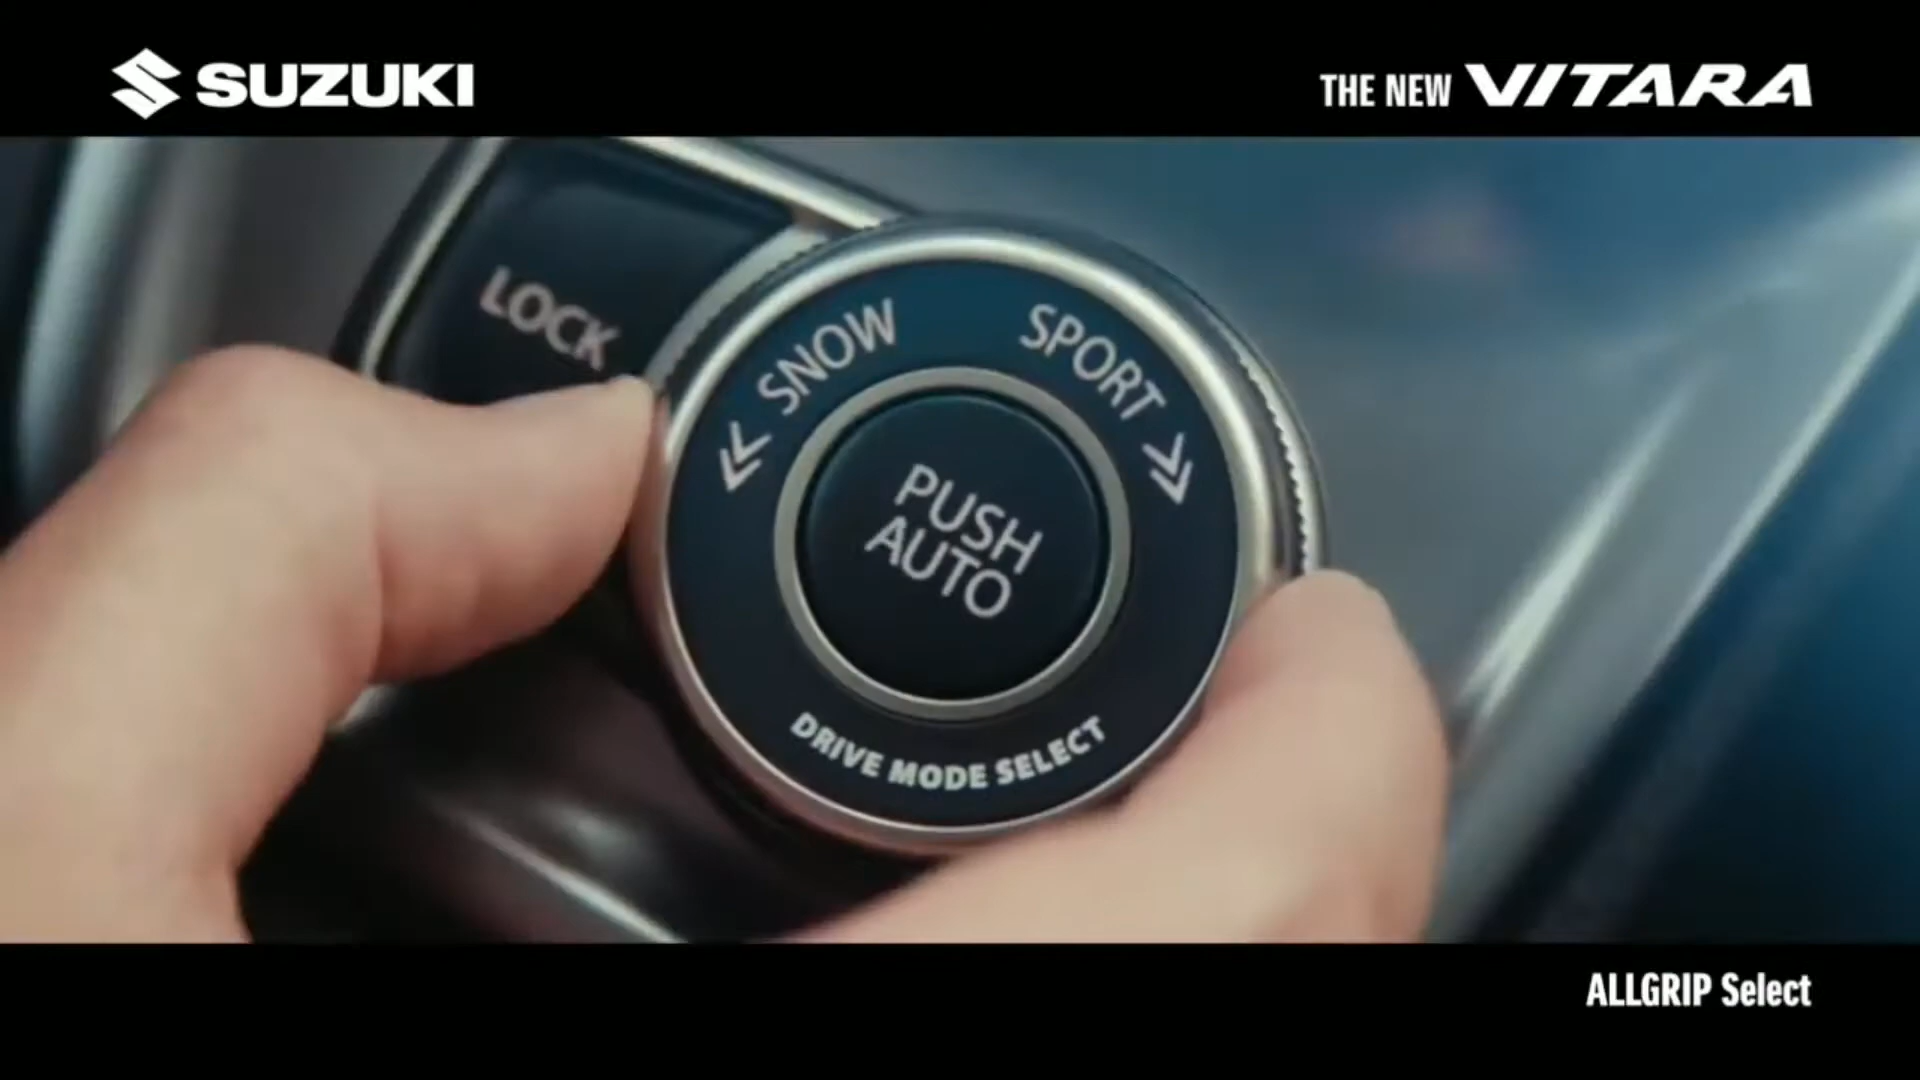 SUZUKI
THE NEW VITARA
LOCK
SNOW
SPORT
PUSH
AUTO
DRIVE MODE SELECT
ALLGRIP Select